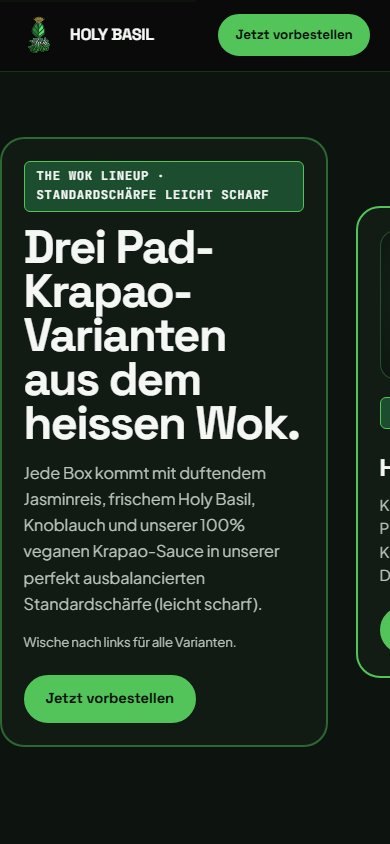 HOLY BASIL
Jetzt vorbestellen
THE WOK LINEUP ·
STANDARDSCHÄRFE LEICHT SCHARF
Drei Pad-
Krapao-
Varianten
aus dem
heissen Wok.
Jede Box kommt mit duftendem
Jasminreis, frischem Holy Basil,
Knoblauch und unserer 100%
veganen Krapao-Sauce in unserer
perfekt ausbalancierten
Standardschärfe (leicht scharf).
Wische nach links für alle Varianten.
Jetzt vorbestellen